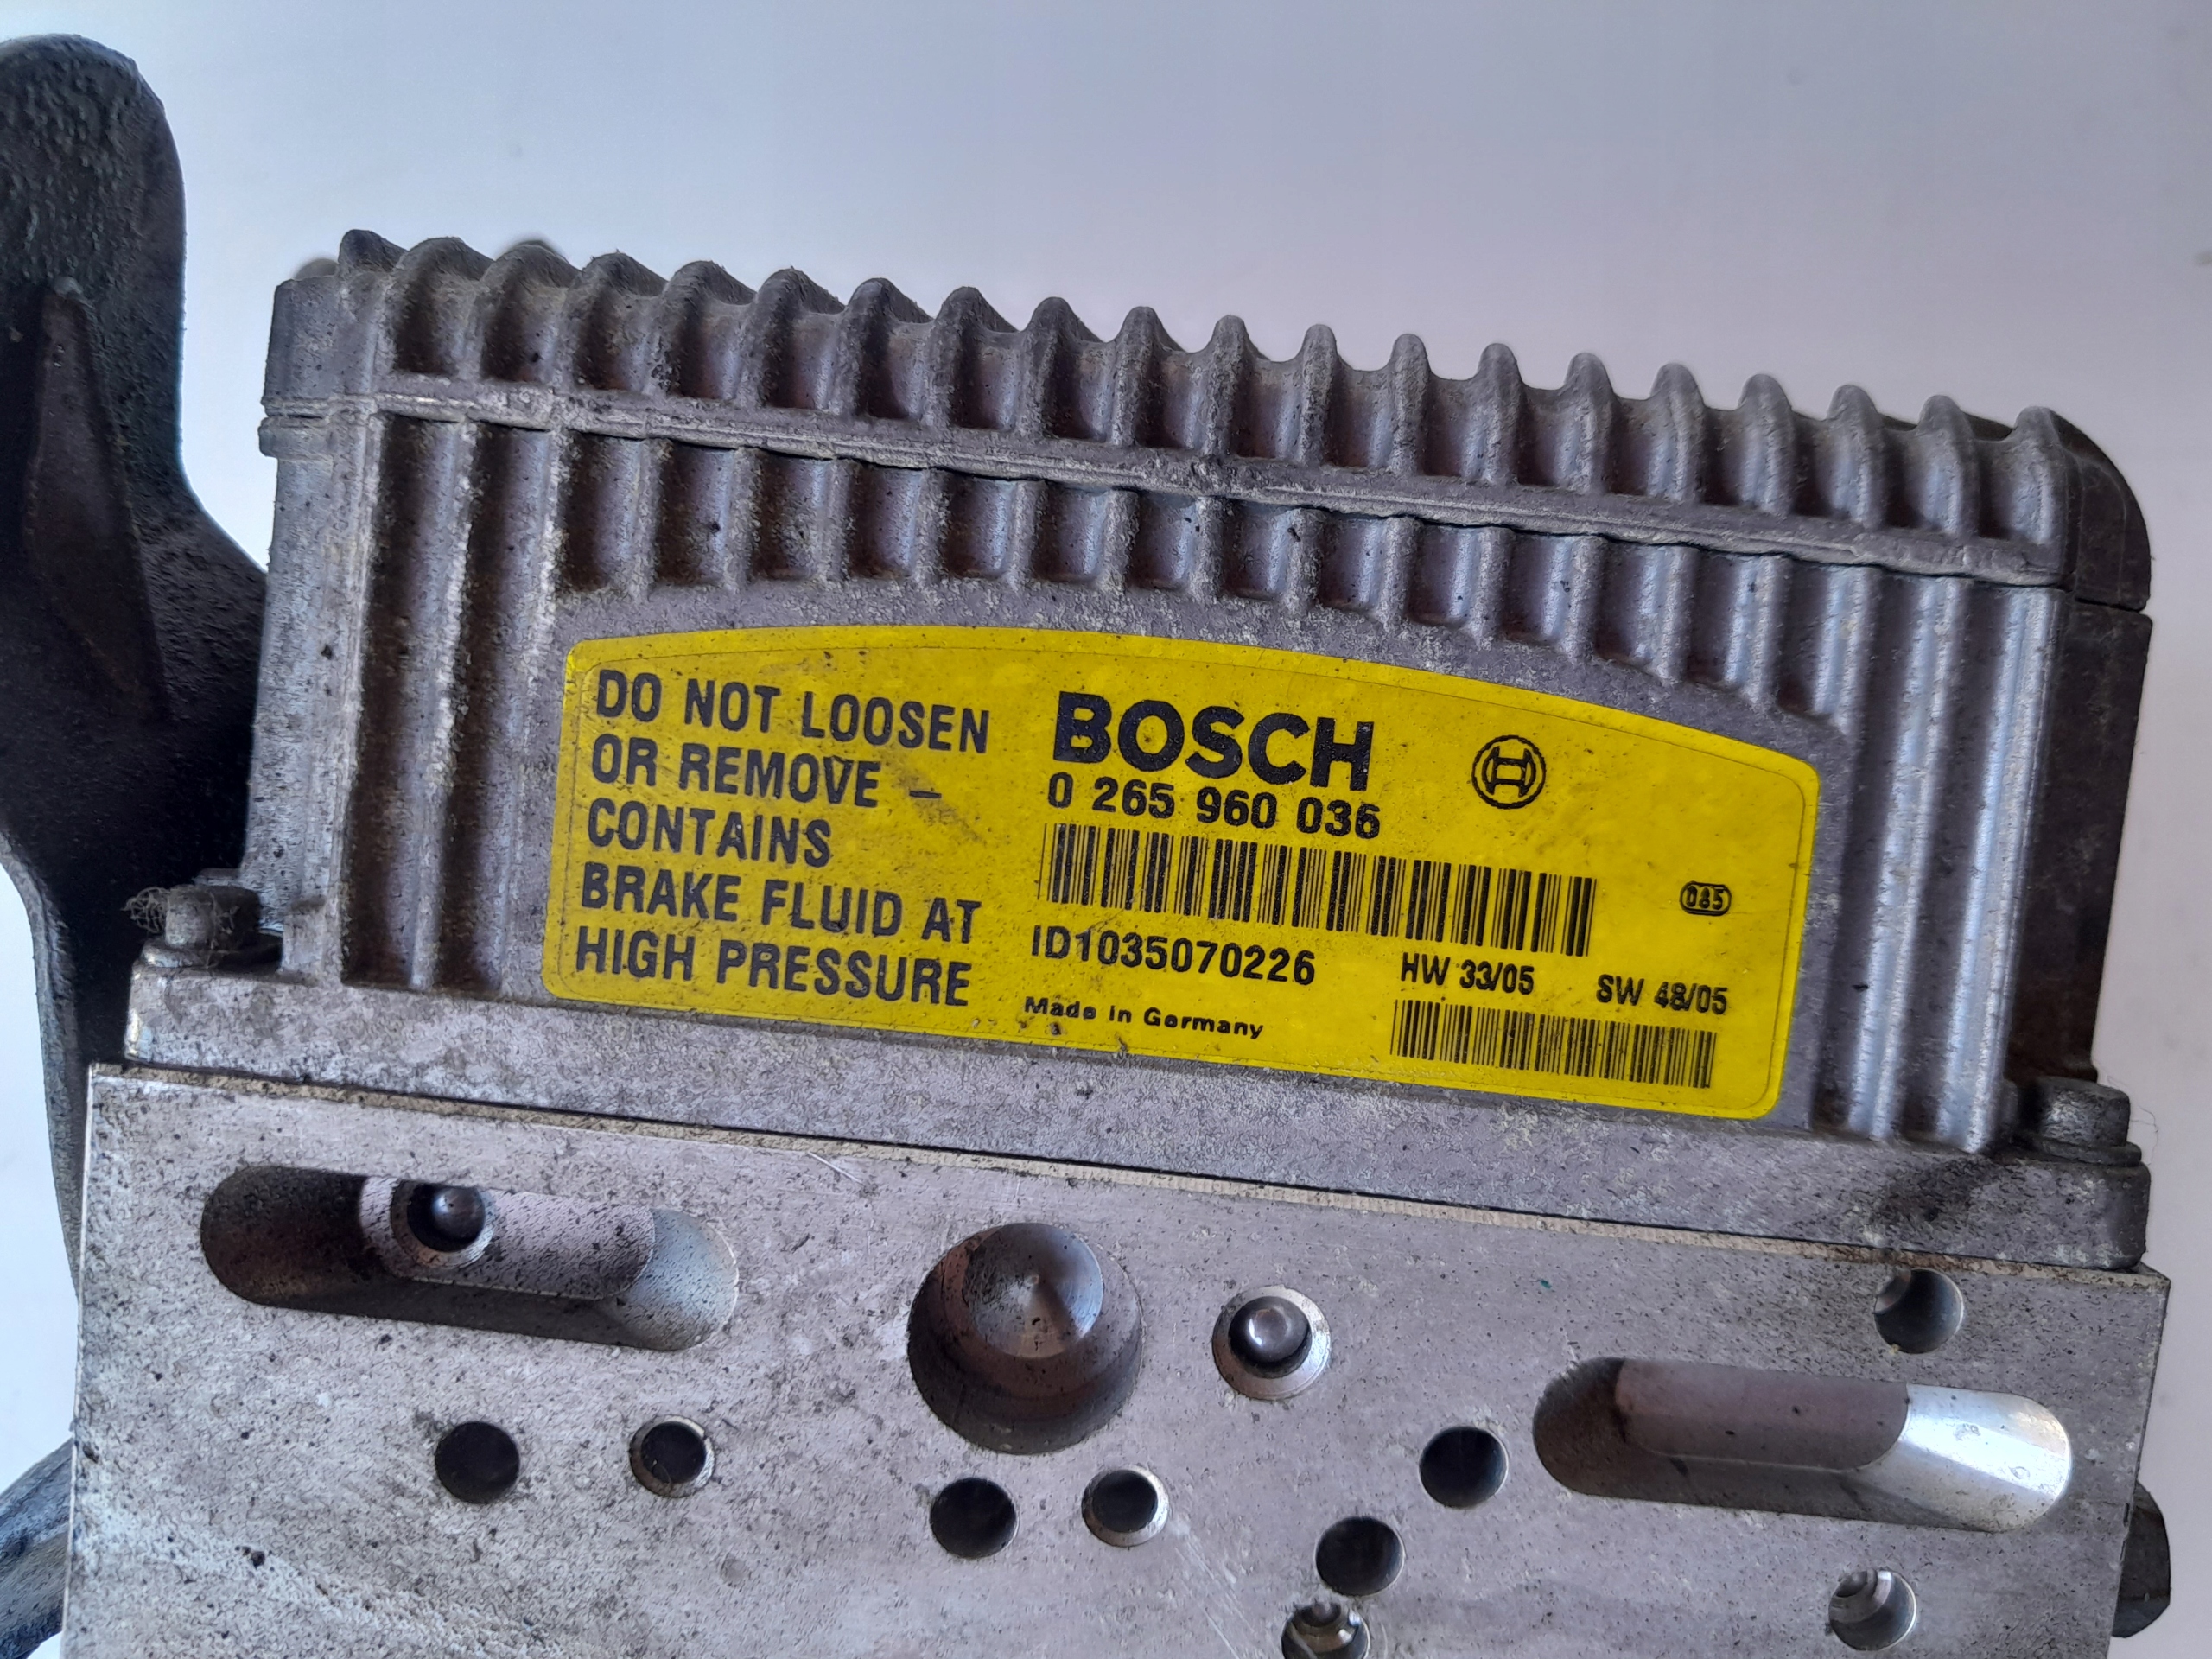 DO NOT LOOSEN
OR REMOVE –
CONTAINS
BRAKE FLUID AT
HIGH PRESSURE
BOSCH
0 265 960 036
085
ID1035070226
HW 33/05 SW 48/05
Made in Germany